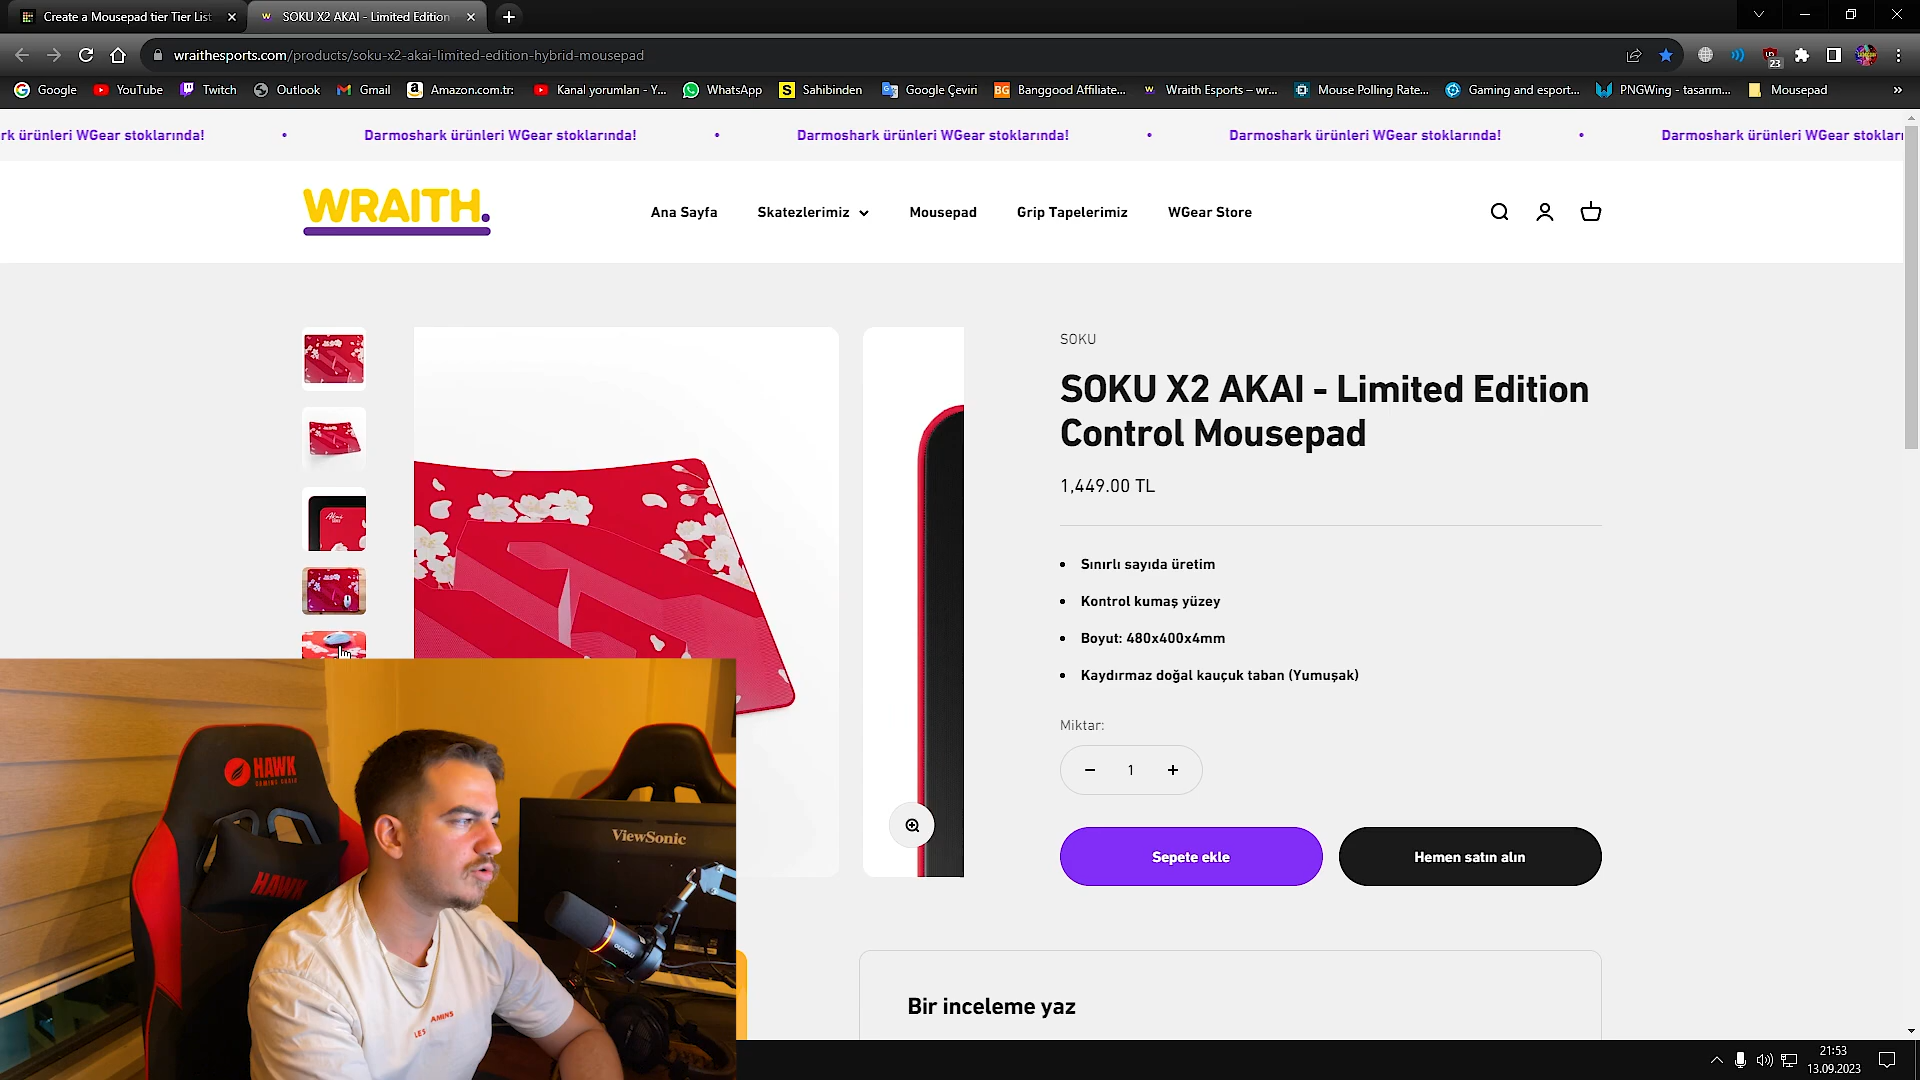 Create a Mousepad tier Tier List
SOKU X2 AKAI - Limited Edition
wraithesports.com/products/soku-x2-akai-limited-edition-hybrid-mousepad
23
Google
YouTube
Twitch
Outlook
Gmail
Amazon.com.tr:
Kanal yorumları - Y...
WhatsApp
Sahibinden
Google Çeviri
BG
Banggood Affiliate...
Wraith Esports – wr...
Mouse Polling Rate...
Gaming and esport...
PNGWing - tasarım...
Mousepad
rk ürünleri WGear stoklarında! • Darmoshark ürünleri WGear stoklarında! • Darmoshark ürünleri WGear stoklarında! • Darmoshark ürünleri WGear stoklarında! • Darmoshark ürünleri WGear stokları
WRAITH.
Ana Sayfa
Skatezlerimiz
Mousepad
Grip Tapelerimiz
WGear Store
SOKU
SOKU X2 AKAI - Limited Edition
Control Mousepad
1,449.00 TL
• Sınırlı sayıda üretim
• Kontrol kumaş yüzey
• Boyut: 480x400x4mm
• Kaydırmaz doğal kauçuk taban (Yumuşak)
Miktar:
− 1 +
Sepete ekle
Hemen satın alın
Bir inceleme yaz
HAWK
GAMING CHAIR
HAWK
ViewSonic
maono
21:53
13.09.2023